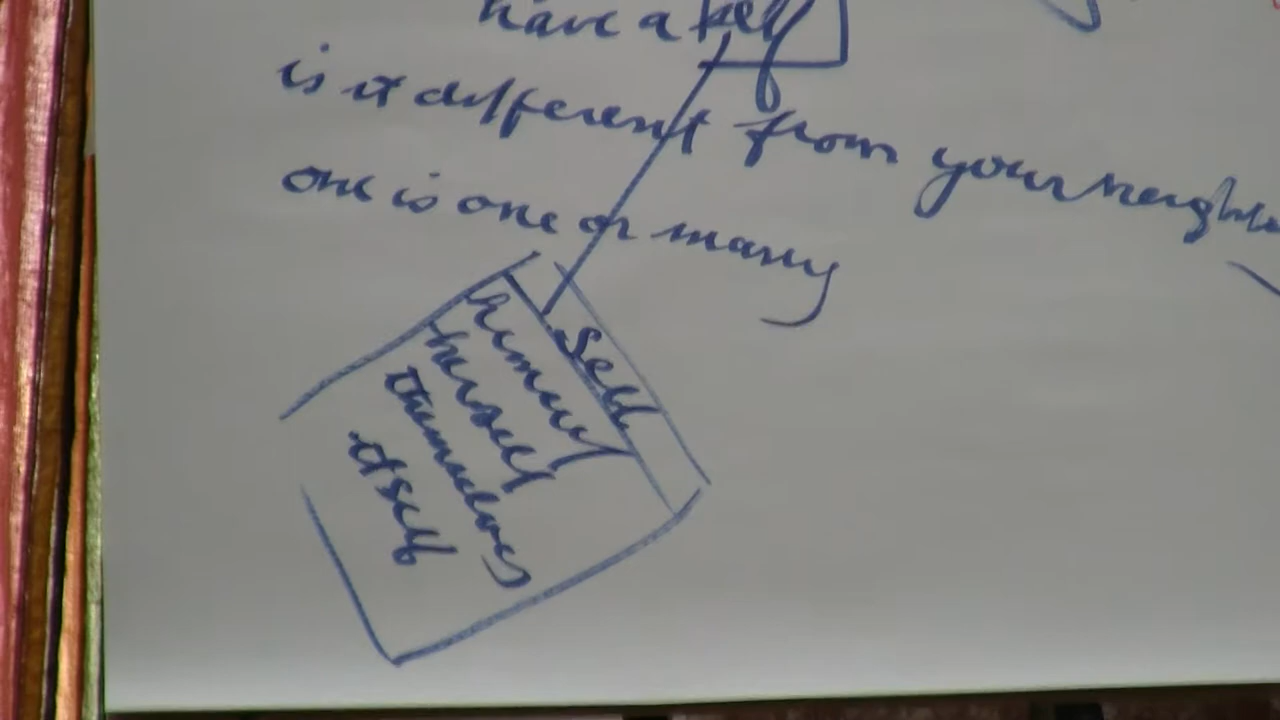 have a self
is it different from your neighbo
one is one or many
Self
himself
herself
themselves
itself